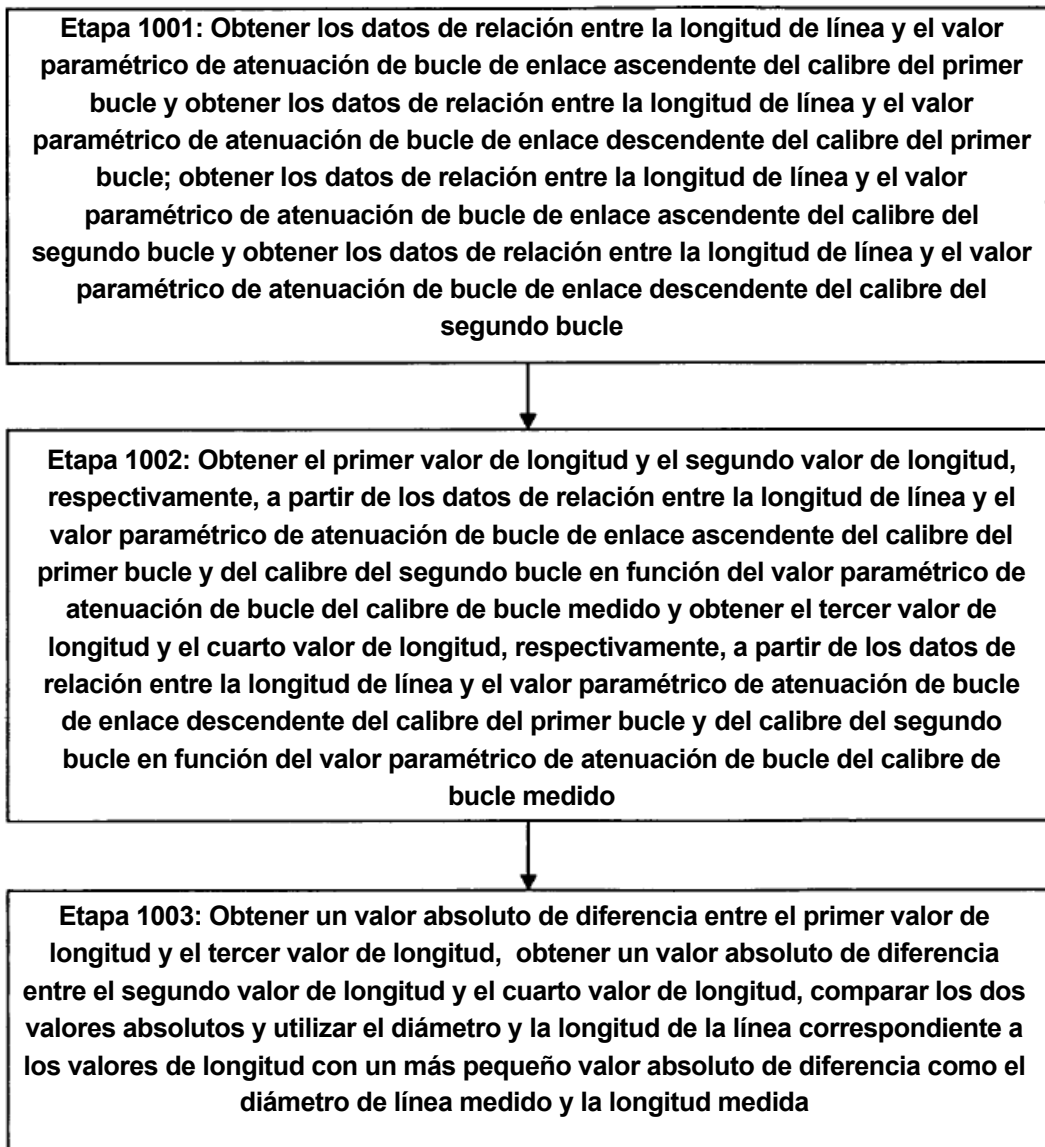 Etapa 1001: Obtener los datos de relación entre la longitud de línea y el valor
paramétrico de atenuación de bucle de enlace ascendente del calibre del primer
bucle y obtener los datos de relación entre la longitud de línea y el valor
paramétrico de atenuación de bucle de enlace descendente del calibre del primer
bucle; obtener los datos de relación entre la longitud de línea y el valor
paramétrico de atenuación de bucle de enlace ascendente del calibre del
segundo bucle y obtener los datos de relación entre la longitud de línea y el valor
paramétrico de atenuación de bucle de enlace descendente del calibre del
segundo bucle
Etapa 1002: Obtener el primer valor de longitud y el segundo valor de longitud,
respectivamente, a partir de los datos de relación entre la longitud de línea y el
valor paramétrico de atenuación de bucle de enlace ascendente del calibre del
primer bucle y del calibre del segundo bucle en función del valor paramétrico de
atenuación de bucle del calibre de bucle medido y obtener el tercer valor de
longitud y el cuarto valor de longitud, respectivamente, a partir de los datos de
relación entre la longitud de línea y el valor paramétrico de atenuación de bucle
de enlace descendente del calibre del primer bucle y del calibre del segundo
bucle en función del valor paramétrico de atenuación de bucle del calibre de
bucle medido
Etapa 1003: Obtener un valor absoluto de diferencia entre el primer valor de
longitud y el tercer valor de longitud, obtener un valor absoluto de diferencia
entre el segundo valor de longitud y el cuarto valor de longitud, comparar los dos
valores absolutos y utilizar el diámetro y la longitud de la línea correspondiente a
los valores de longitud con un más pequeño valor absoluto de diferencia como el
diámetro de línea medido y la longitud medida